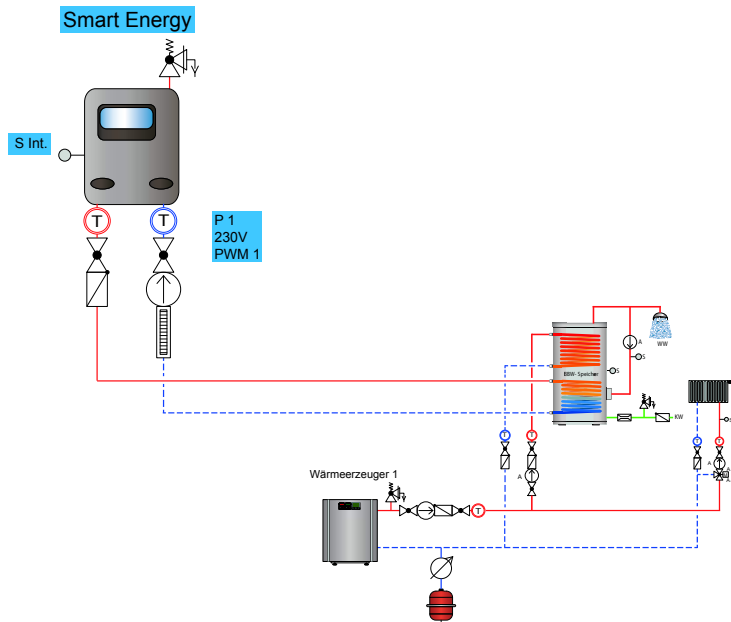 Smart Energy
S Int.
T
T
P 1
230V
PWM 1
A
WW
S
BBW- Speicher
S
KW
S
T
T
T
T
A
A
A
Wärmeerzeuger 1
A
T